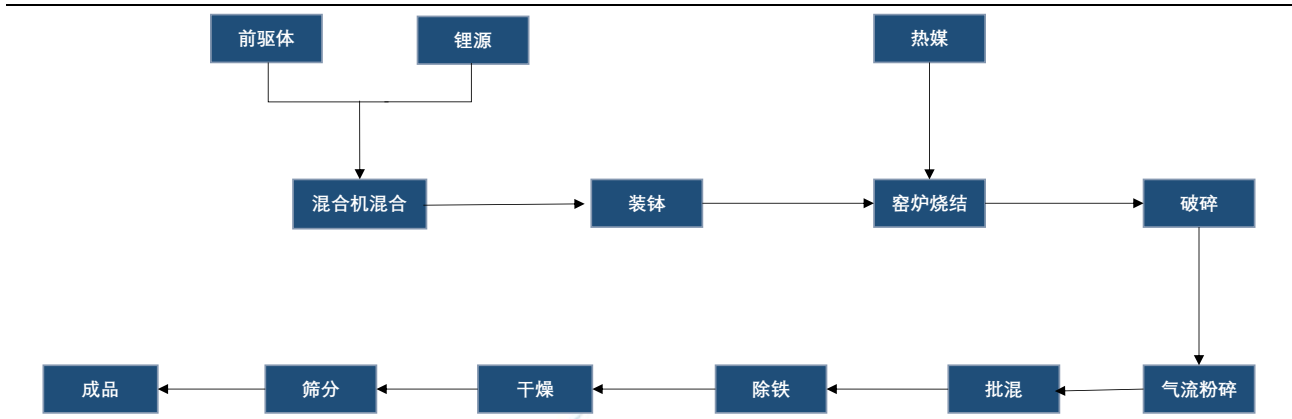 前驱体
锂源
热媒
混合机混合
装钵
窑炉烧结
破碎
成品
筛分
干燥
除铁
批混
气流粉碎